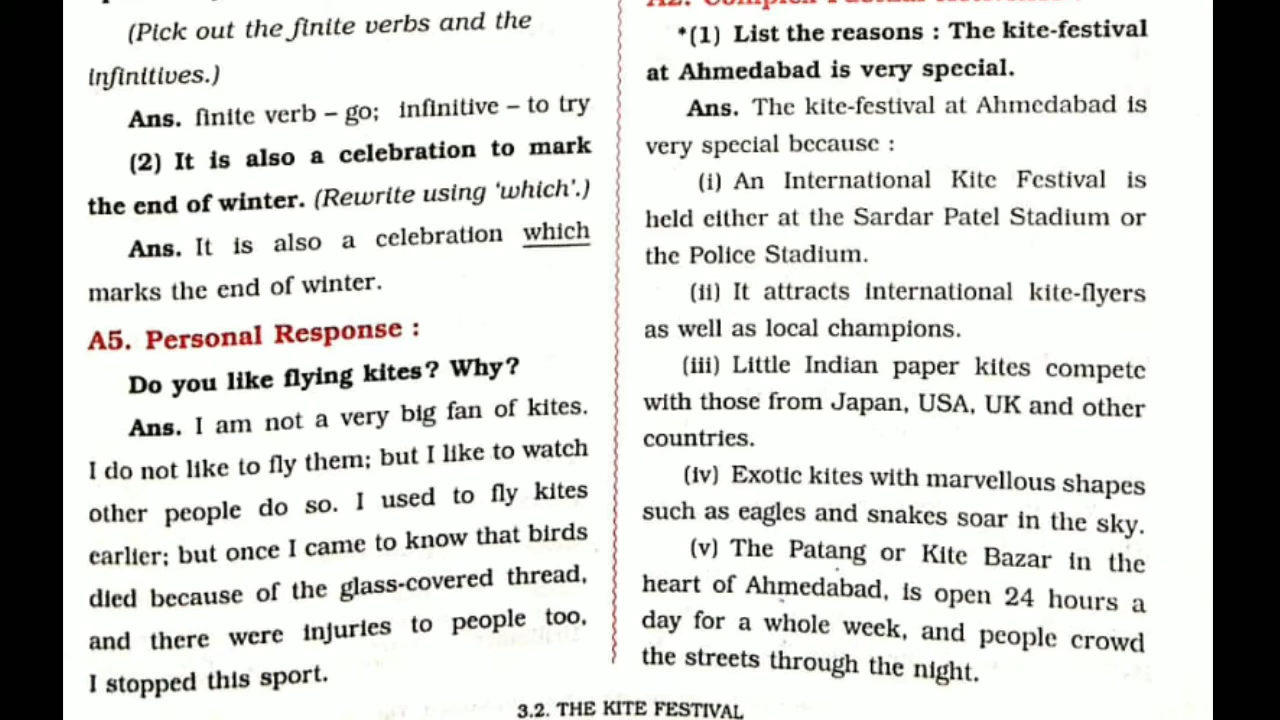 (Pick out the finite verbs and the
infinitives.)
Ans. finite verb – go; infinitive – to try
(2) It is also a celebration to mark
the end of winter. (Rewrite using 'which'.)
Ans. It is also a celebration which
marks the end of winter.
A5. Personal Response :
Do you like flying kites? Why?
Ans. I am not a very big fan of kites.
I do not like to fly them; but I like to watch
other people do so. I used to fly kites
earlier; but once I came to know that birds
died because of the glass-covered thread,
and there were injuries to people too,
I stopped this sport.
*(1) List the reasons : The kite-festival
at Ahmedabad is very special.
Ans. The kite-festival at Ahmedabad is
very special because :
(i) An International Kite Festival is
held either at the Sardar Patel Stadium or
the Police Stadium.
(ii) It attracts international kite-flyers
as well as local champions.
(iii) Little Indian paper kites compete
with those from Japan, USA, UK and other
countries.
(iv) Exotic kites with marvellous shapes
such as eagles and snakes soar in the sky.
(v) The Patang or Kite Bazar in the
heart of Ahmedabad, is open 24 hours a
day for a whole week, and people crowd
the streets through the night.
3.2. THE KITE FESTIVAL